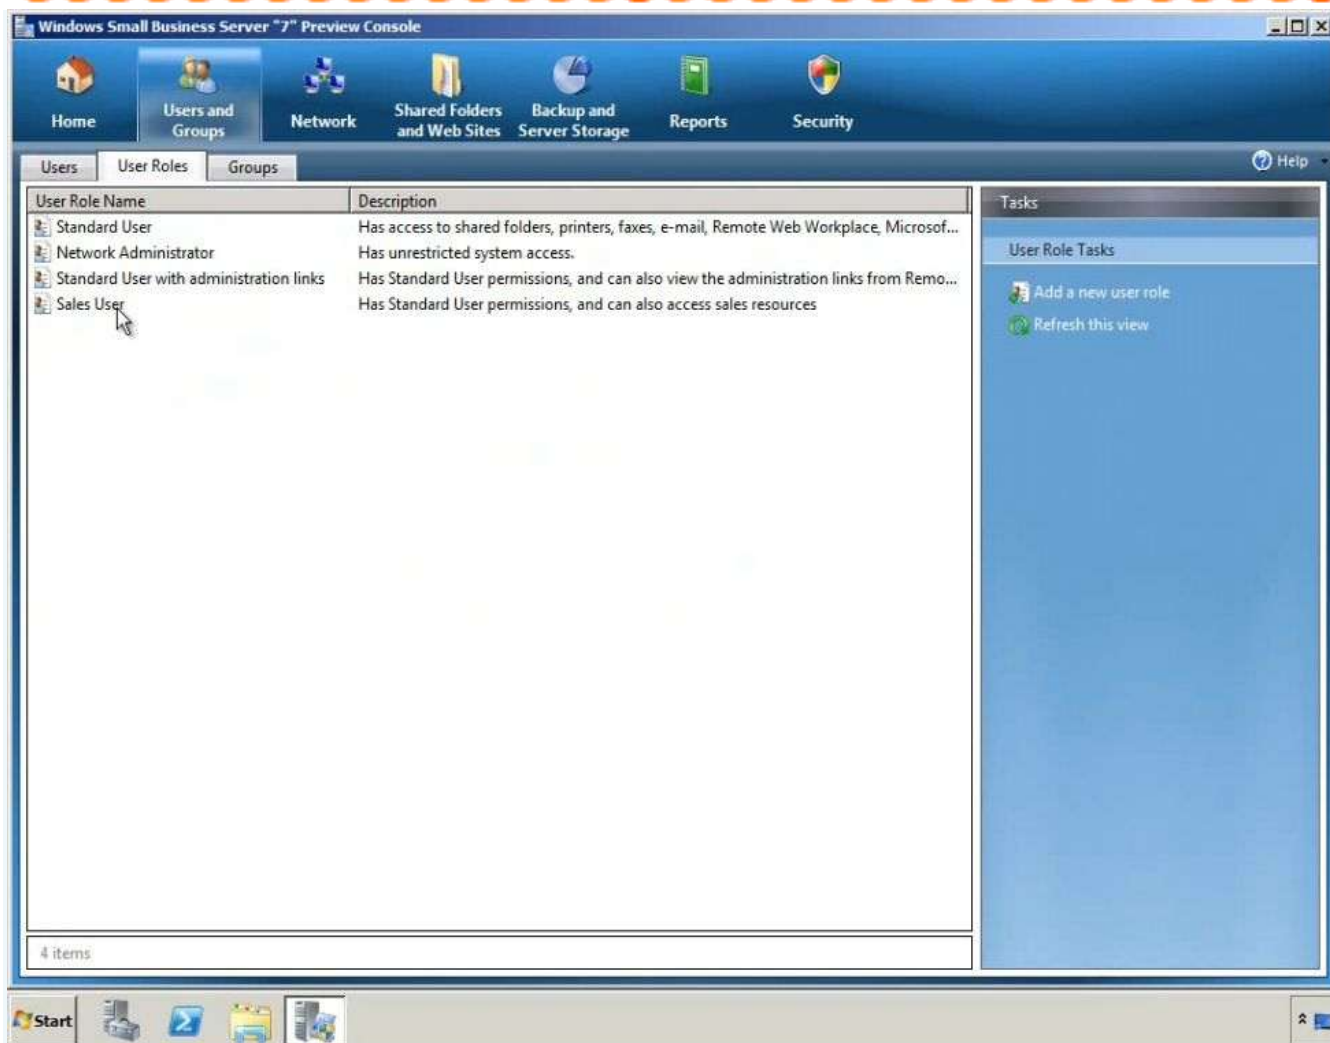 Windows Small Business Server "7" Preview Console
Home
Users and
Groups
Network
Shared Folders
and Web Sites
Backup and
Server Storage
Reports
Security
Users
User Roles
Groups
Help
User Role Name Description
Standard User Has access to shared folders, printers, faxes, e-mail, Remote Web Workplace, Microsof...
Network Administrator Has unrestricted system access.
Standard User with administration links Has Standard User permissions, and can also view the administration links from Remo...
Sales User Has Standard User permissions, and can also access sales resources
Tasks
User Role Tasks
Add a new user role
Refresh this view
4 items
Start